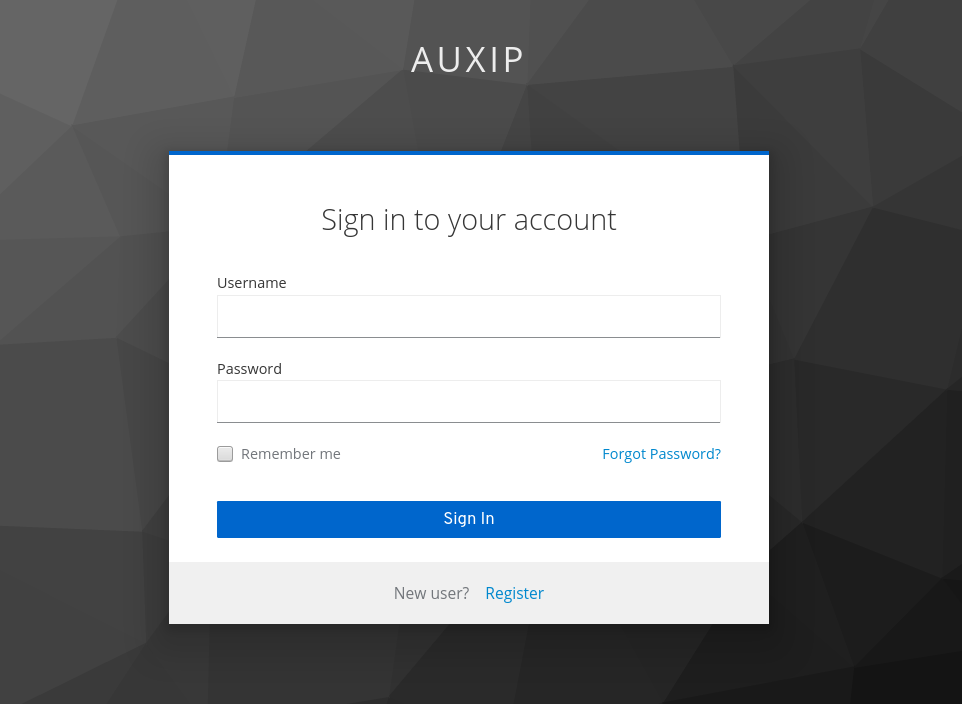 AUXIP
Sign in to your account
Username
Password
Remember me Forgot Password?
Sign In
New user? Register